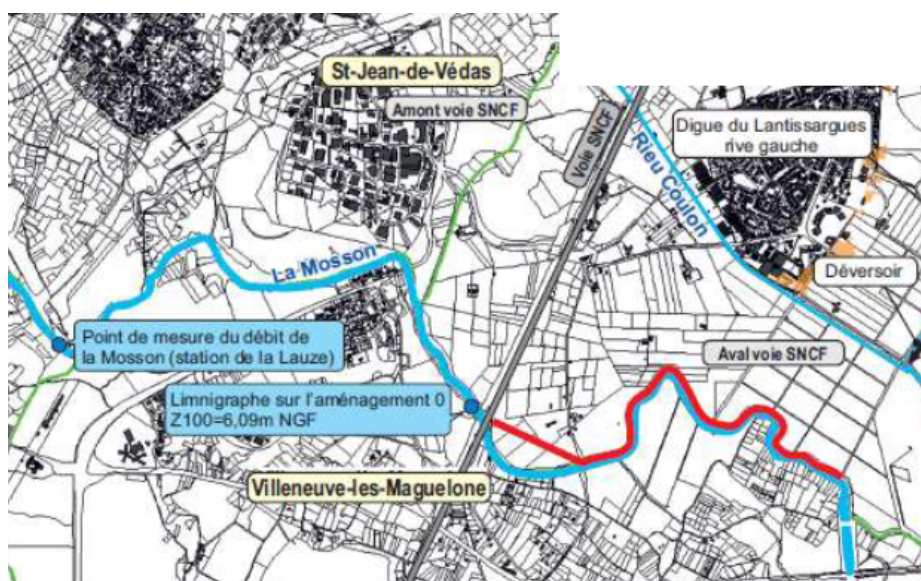 St-Jean-de-Védas
Amont voie SNCF
Voie SNCF
Rieu Coulon
Digue du Lantissargues
rive gauche
La Mosson
Déversoir
Point de mesure du débit de
la Mosson (station de la Lauze)
Aval voie SNCF
Limnigraphe sur l'aménagement 0
Z100=6,09m NGF
Villeneuve-les-Maguelone